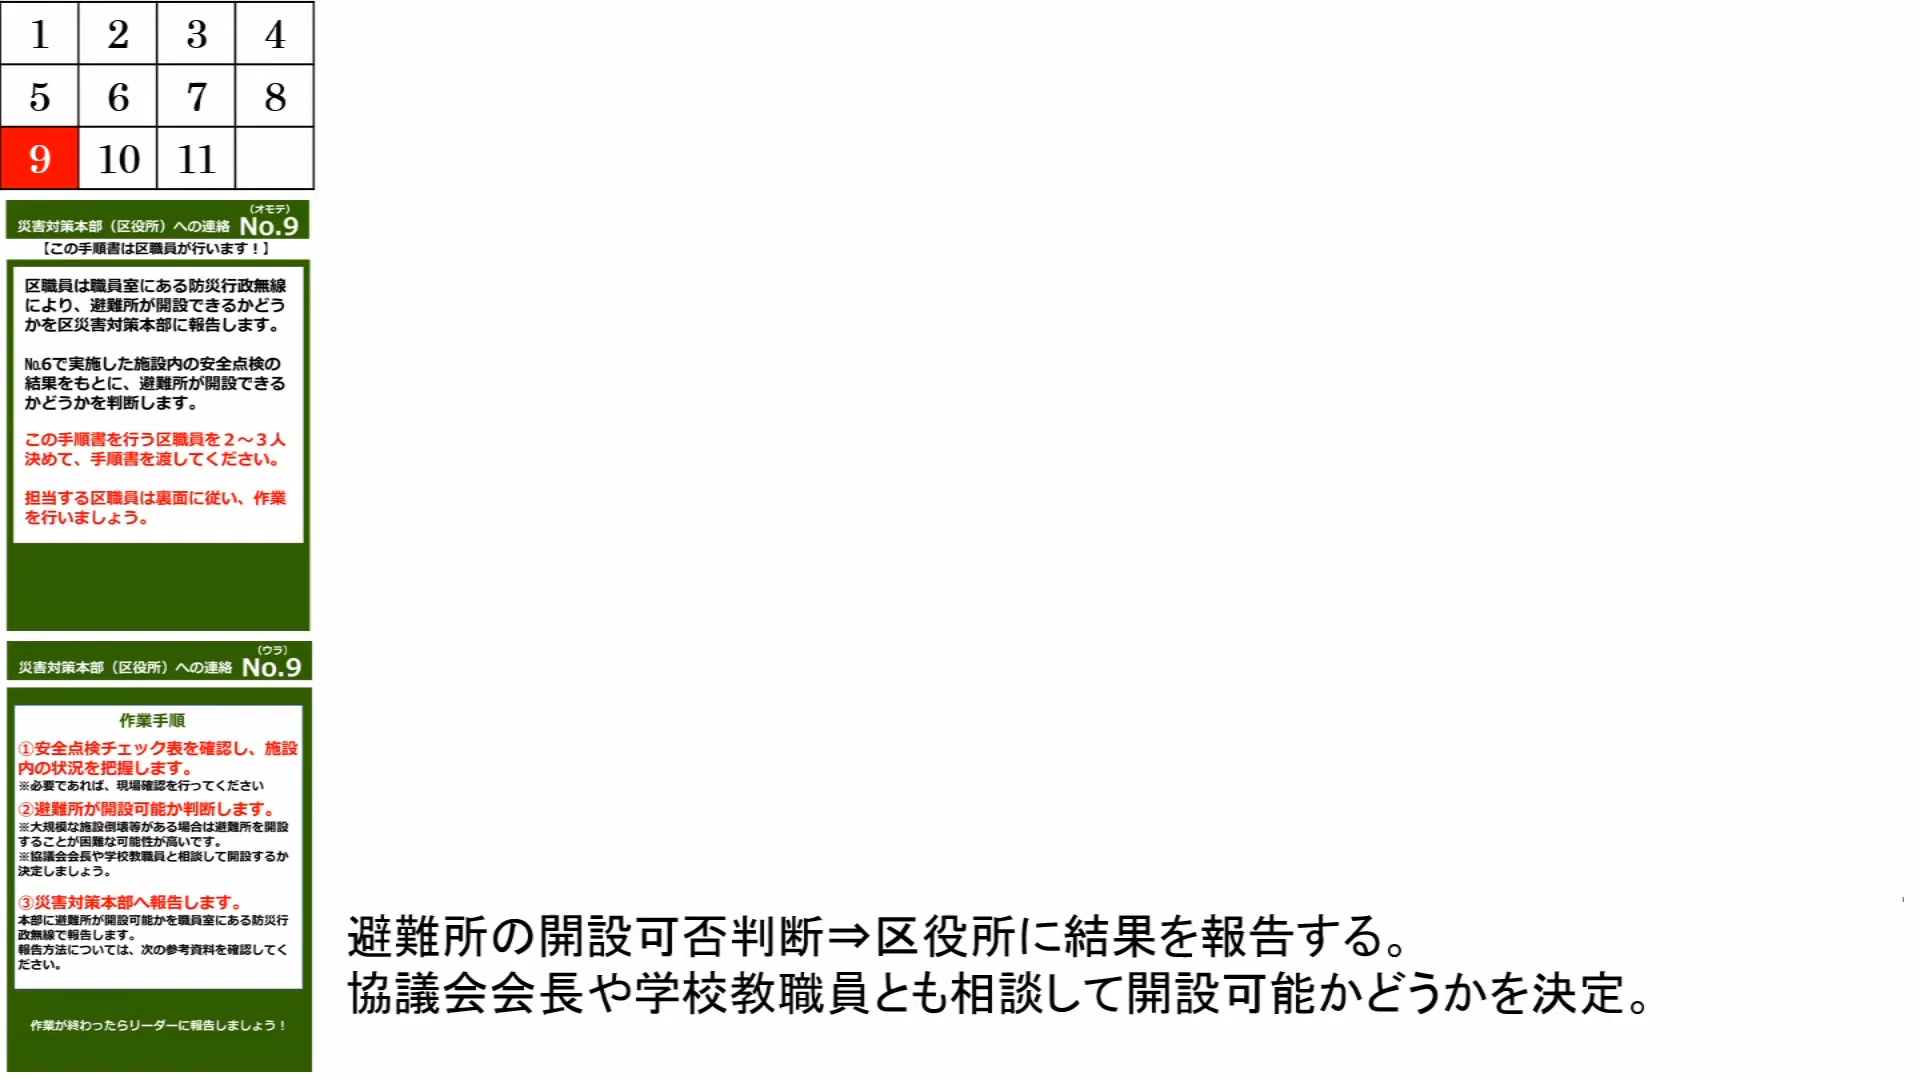 1 2 3 4
5 6 7 8
9 10 11
(オモテ)
災害対策本部（区役所）への連絡 No.9
【この手順書は区職員が行います！】
区職員は職員室にある防災行政無線
により、避難所が開設できるかどう
かを区災害対策本部に報告します。
№6で実施した施設内の安全点検の
結果をもとに、避難所が開設できる
かどうかを判断します。
この手順書を行う区職員を２～３人
決めて、手順書を渡してください。
担当する区職員は裏面に従い、作業
を行いましょう。
(ウラ)
災害対策本部（区役所）への連絡 No.9
作業手順
①安全点検チェック表を確認し、施設
内の状況を把握します。
※必要であれば、現場確認を行ってください
②避難所が開設可能か判断します。
※大規模な施設倒壊等がある場合は避難所を開設
することが困難な可能性が高いです。
※協議会会長や学校教職員と相談して開設するか
決定しましょう。
③災害対策本部へ報告します。
本部に避難所が開設可能かを職員室にある防災行
政無線で報告します。
報告方法については、次の参考資料を確認してく
ださい。
作業が終わったらリーダーに報告しましょう！
避難所の開設可否判断⇒区役所に結果を報告する。
協議会会長や学校教職員とも相談して開設可能かどうかを決定。